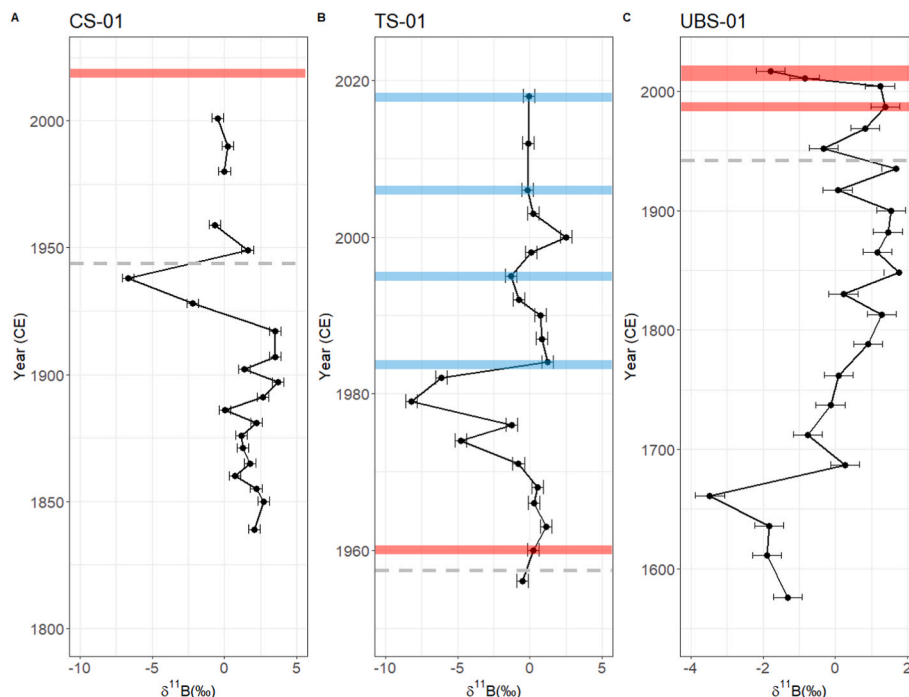 A
CS-01
B
TS-01
C
UBS-01
Year (CE)
2000
1950
1900
1850
1800
-10
-5
0
5
δ¹¹B(‰)
Year (CE)
2020
2000
1980
1960
-10
-5
0
5
δ¹¹B(‰)
Year (CE)
2000
1900
1800
1700
1600
-4
-2
0
2
δ¹¹B(‰)